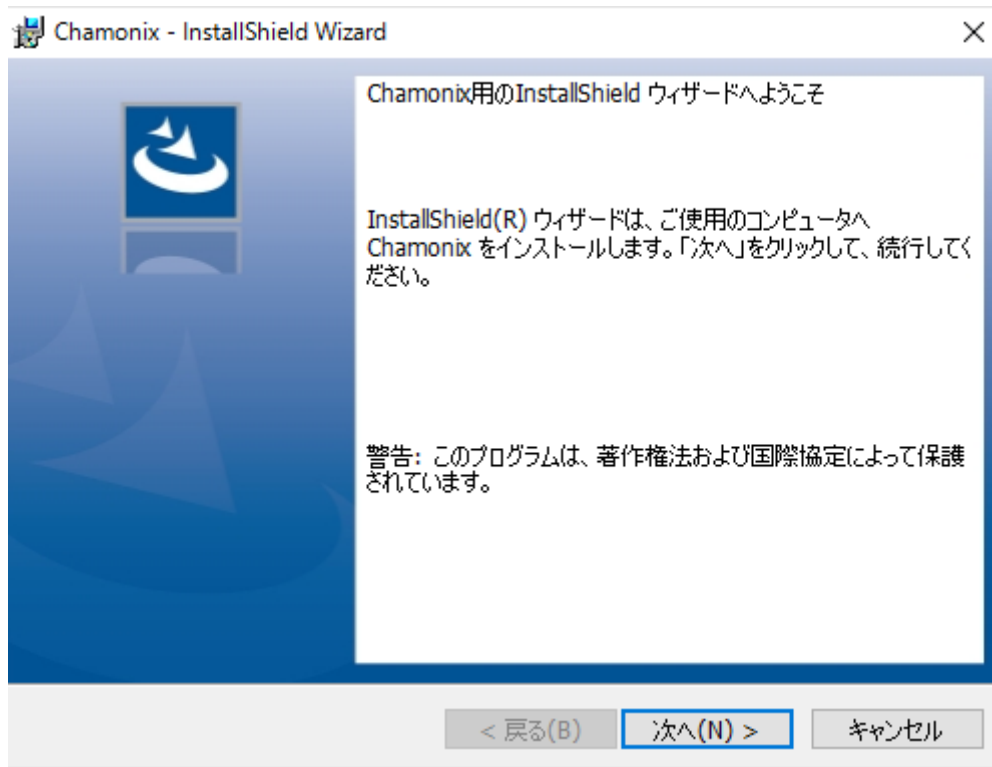 Chamonix - InstallShield Wizard
Chamonix用のInstallShield ウィザードへようこそ
InstallShield(R) ウィザードは、ご使用のコンピュータへ
Chamonix をインストールします。「次へ」をクリックして、続行してく
ださい。
警告: このプログラムは、著作権法および国際協定によって保護
されています。
< 戻る(B)
次へ(N) >
キャンセル